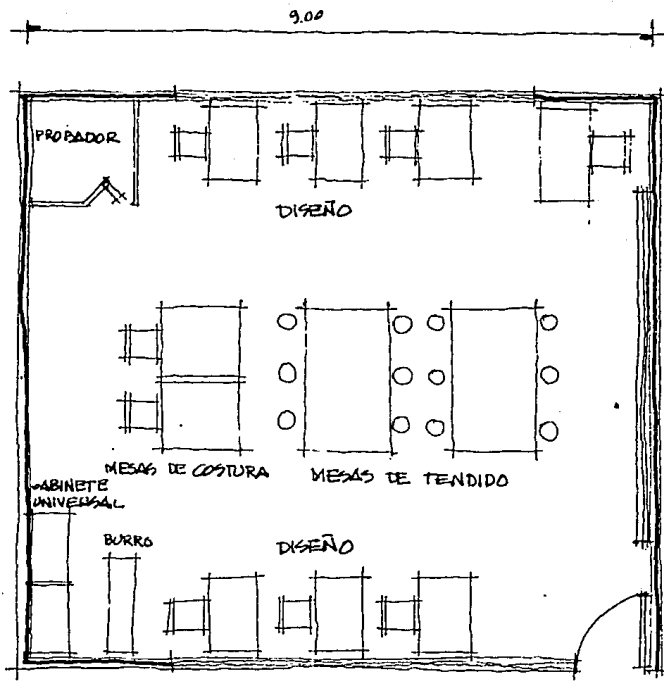 9.00
PROBADOR
DISEÑO
MESAS DE COSTURA
MESAS DE TENDIDO
GABINETE
UNIVERSAL
BURRO
DISEÑO